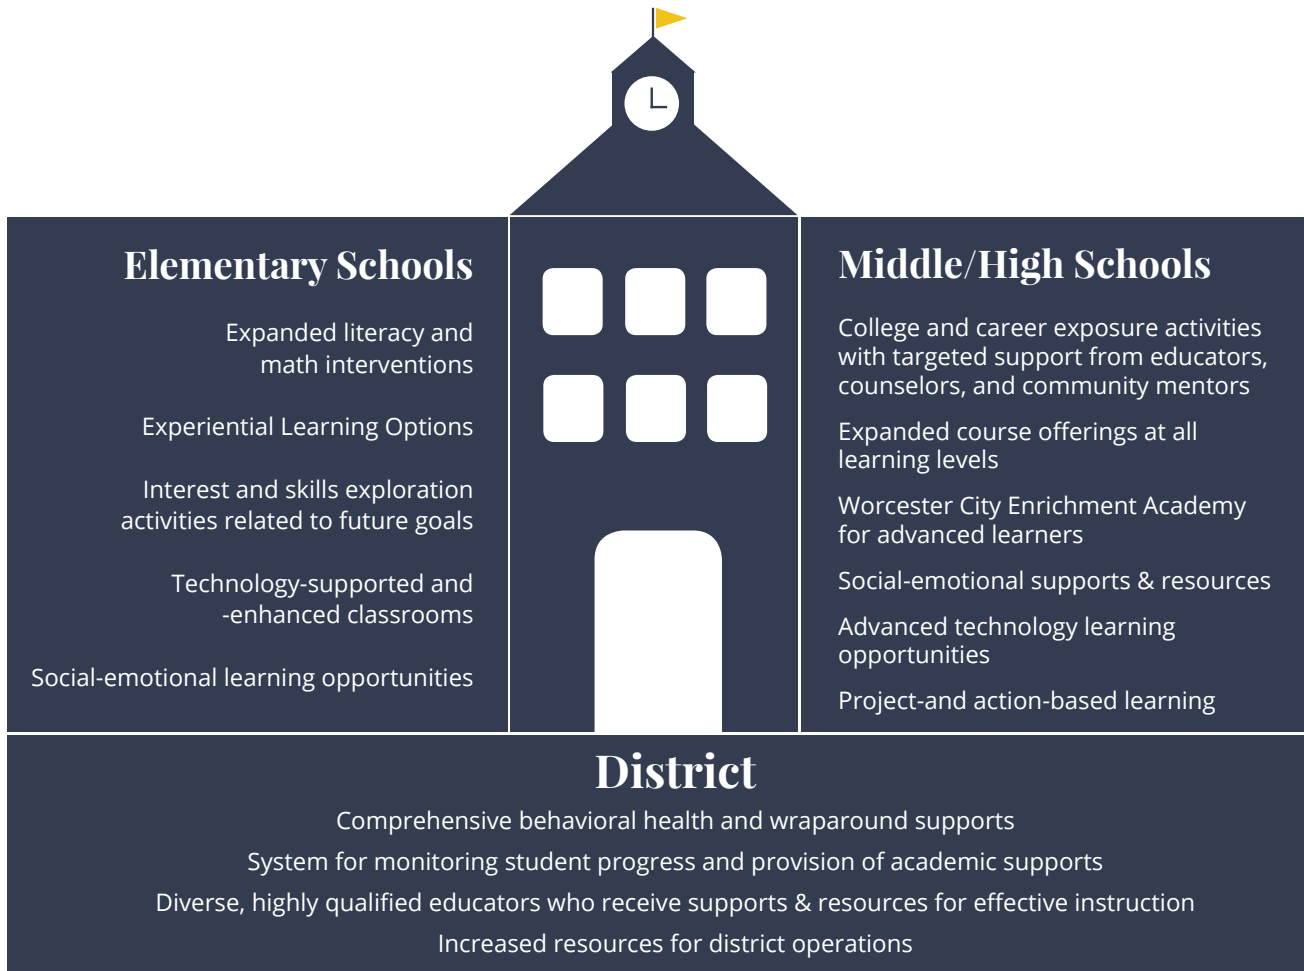 Elementary Schools
Expanded literacy and
math interventions
Experiential Learning Options
Interest and skills exploration
activities related to future goals
Technology-supported and
-enhanced classrooms
Social-emotional learning opportunities
Middle/High Schools
College and career exposure activities
with targeted support from educators,
counselors, and community mentors
Expanded course offerings at all
learning levels
Worcester City Enrichment Academy
for advanced learners
Social-emotional supports & resources
Advanced technology learning
opportunities
Project-and action-based learning
District
Comprehensive behavioral health and wraparound supports
System for monitoring student progress and provision of academic supports
Diverse, highly qualified educators who receive supports & resources for effective instruction
Increased resources for district operations